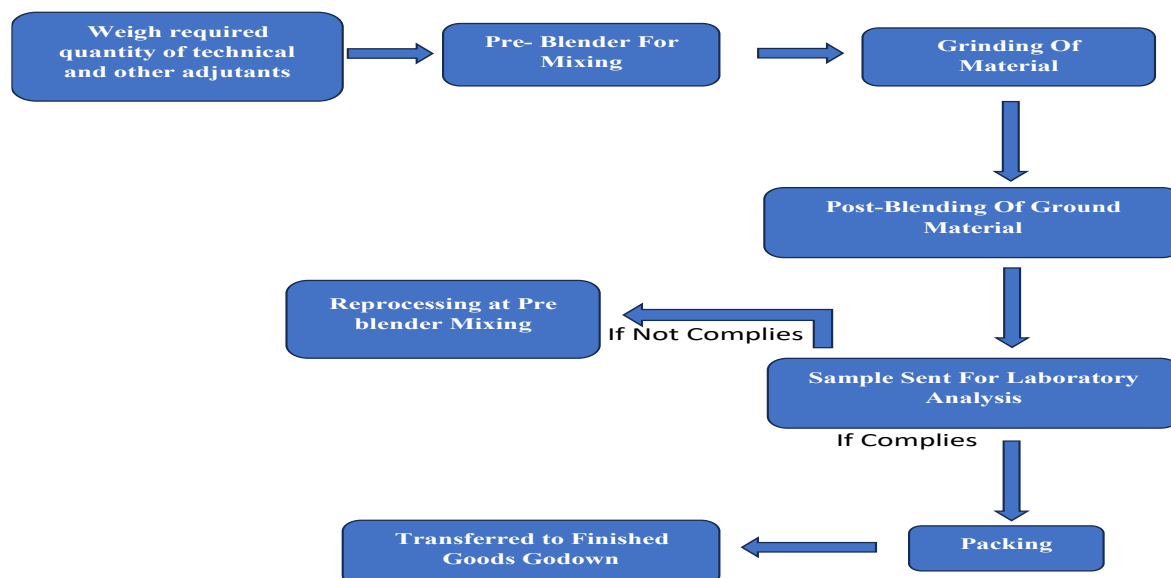 Weigh required
quantity of technical
and other adjutants
Pre- Blender For
Mixing
Grinding Of
Material
Post-Blending Of Ground
Material
Reprocessing at Pre
blender Mixing
If Not Complies
Sample Sent For Laboratory
Analysis
If Complies
Packing
Transferred to Finished
Goods Godown